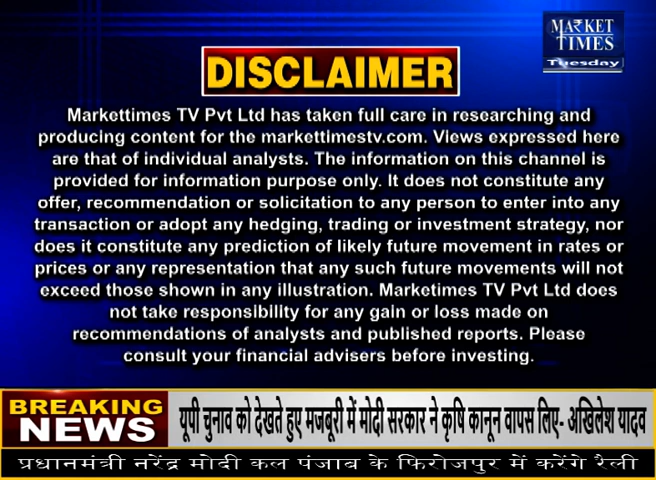 MARKET
TIMES
Tuesday
DISCLAIMER
Markettimes TV Pvt Ltd has taken full care in researching and
producing content for the markettimestv.com. Views expressed here
are that of individual analysts. The information on this channel is
provided for information purpose only. It does not constitute any
offer, recommendation or solicitation to any person to enter into any
transaction or adopt any hedging, trading or investment strategy, nor
does it constitute any prediction of likely future movement in rates or
prices or any representation that any such future movements will not
exceed those shown in any illustration. Marketimes TV Pvt Ltd does
not take responsibility for any gain or loss made on
recommendations of analysts and published reports. Please
consult your financial advisers before investing.
BREAKING
NEWS
यूपी चुनाव को देखते हुए मजबूरी में मोदी सरकार ने कृषि कानून वापस लिए- अखिलेश यादव
प्रधानमंत्री नरेंद्र मोदी कल पंजाब के फिरोजपुर में करेंगे रैली